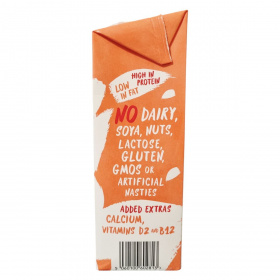 HIGH IN
PROTEIN
LOW
IN FAT
NO DAIRY,
SOYA, NUTS,
LACTOSE,
GLUTEN,
GMOS OR
ARTIFICIAL
NASTIES
ADDED EXTRAS
CALCIUM,
VITAMINS D2 AND B12